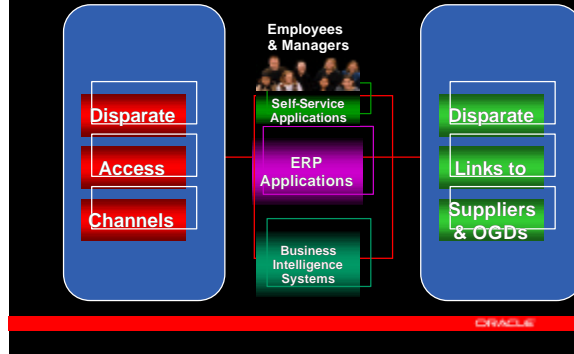 Employees
& Managers
Disparate
Access
Channels
Self-Service
Applications
ERP
Applications
Business
Intelligence
Systems
Disparate
Links to
Suppliers
& OGDs
ORACLE